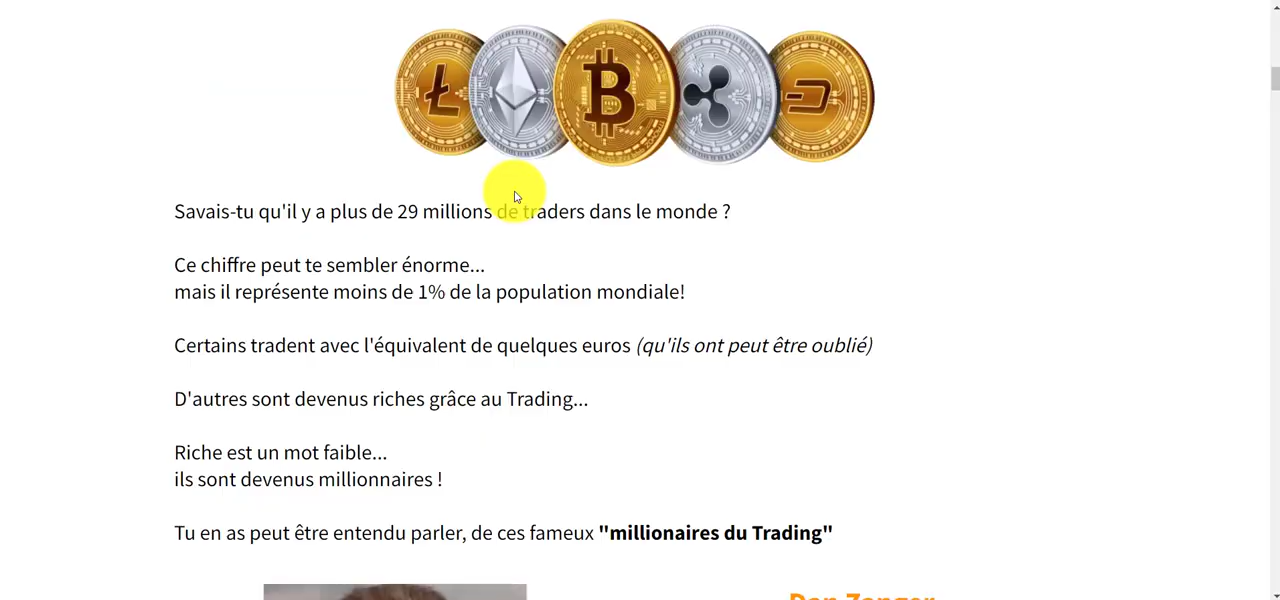 Savais-tu qu'il y a plus de 29 millions de traders dans le monde ?
Ce chiffre peut te sembler énorme...
mais il représente moins de 1% de la population mondiale!
Certains tradent avec l'équivalent de quelques euros (qu'ils ont peut être oublié)
D'autres sont devenus riches grâce au Trading...
Riche est un mot faible...
ils sont devenus millionnaires !
Tu en as peut être entendu parler, de ces fameux "millionaires du Trading"
Dan Zanger